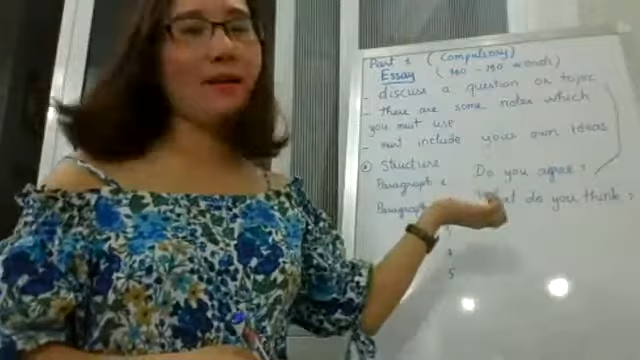 Part 1 (Compulsory)
Essay (140 - 190 words)
- discuss a question or topic
- there are some notes which
you must use
- must include your own ideas
Structure
Paragraph 1 Do you agree?
Paragraph do you think?
5